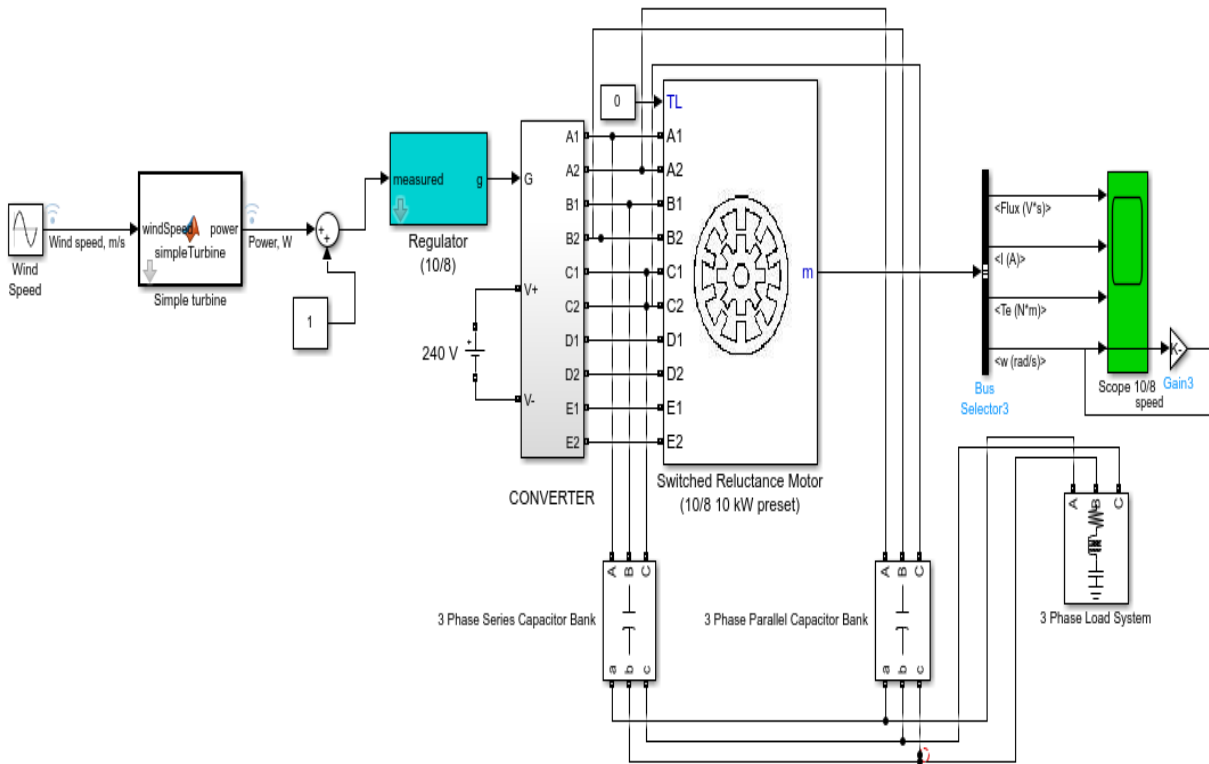 Wind
Speed
Wind speed, m/s
windSpeed power
simpleTurbine
Simple turbine
Power, W
+
+
1
measured g
Regulator
(10/8)
G
V+
V-
240 V
+
A1
A2
B1
B2
C1
C2
D1
D2
E1
E2
CONVERTER
0
TL
A1
A2
B1
B2
C1
C2
D1
D2
E1
E2
m
Switched Reluctance Motor
(10/8 10 kW preset)
<Flux (V*s)>
<I (A)>
<Te (N*m)>
<w (rad/s)>
Bus
Selector3
Scope 10/8
speed
K-
Gain3
A B C
3 Phase Series Capacitor Bank
a b c
A B C
3 Phase Parallel Capacitor Bank
a b c
A B C
3 Phase Load System